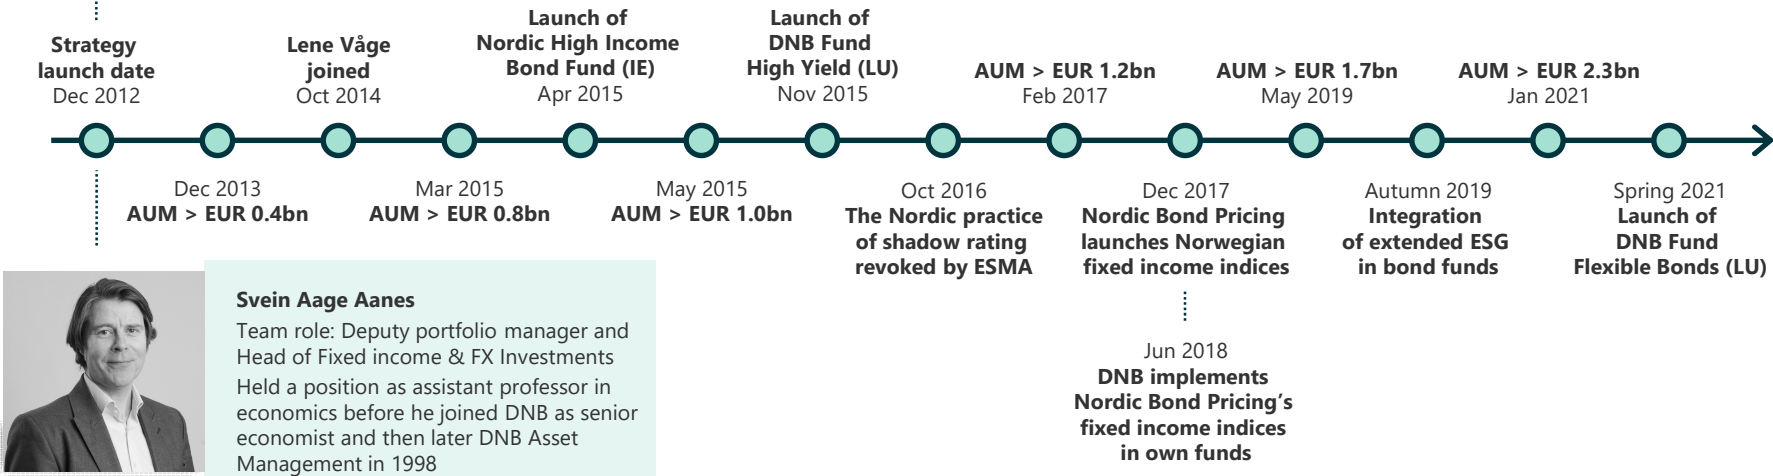 Strategy
launch date
Dec 2012
Lene Våge
joined
Oct 2014
Launch of
Nordic High Income
Bond Fund (IE)
Apr 2015
Launch of
DNB Fund
High Yield (LU)
Nov 2015
AUM > EUR 1.2bn
Feb 2017
AUM > EUR 1.7bn
May 2019
AUM > EUR 2.3bn
Jan 2021
Dec 2013
AUM > EUR 0.4bn
Mar 2015
AUM > EUR 0.8bn
May 2015
AUM > EUR 1.0bn
Oct 2016
The Nordic practice
of shadow rating
revoked by ESMA
Dec 2017
Nordic Bond Pricing
launches Norwegian
fixed income indices
Jun 2018
DNB implements
Nordic Bond Pricing's
fixed income indices
in own funds
Autumn 2019
Integration
of extended ESG
in bond funds
Spring 2021
Launch of
DNB Fund
Flexible Bonds (LU)
Svein Aage Aanes
Team role: Deputy portfolio manager and
Head of Fixed income & FX Investments
Held a position as assistant professor in
economics before he joined DNB as senior
economist and then later DNB Asset
Management in 1998